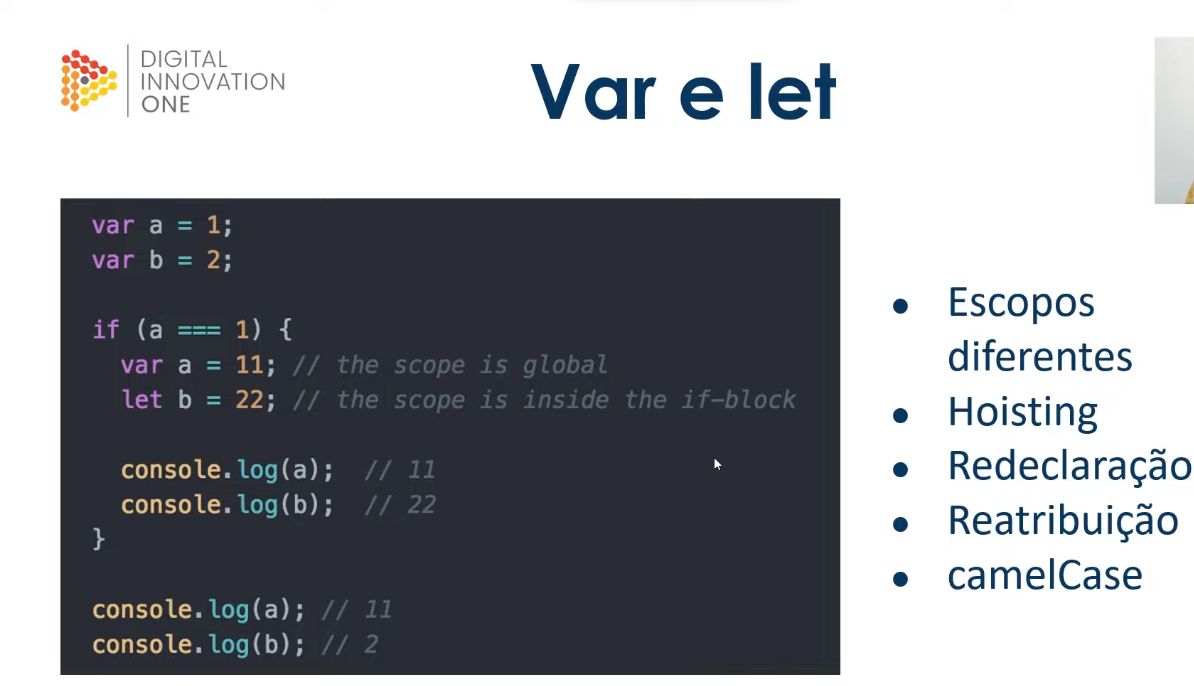 DIGITAL
INNOVATION
ONE
Var e let
var a = 1;
var b = 2;
if (a === 1) {
var a = 11; // the scope is global
let b = 22; // the scope is inside the if-block
console.log(a); // 11
console.log(b); // 22
}
console.log(a); // 11
console.log(b); // 2
● Escopos
diferentes
● Hoisting
● Redeclaração
● Reatribuição
● camelCase